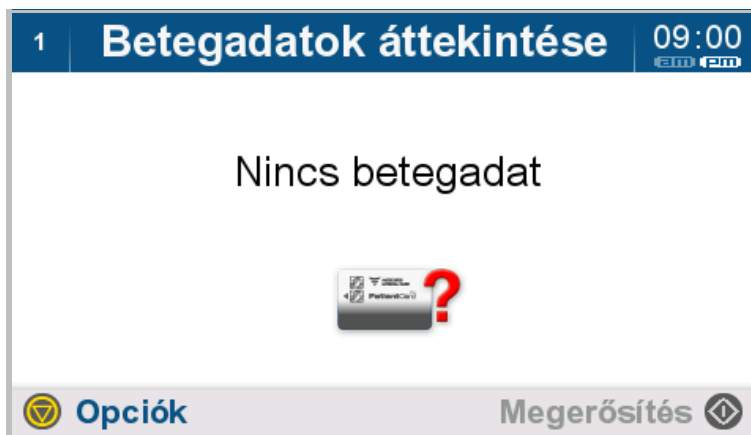 1 Betegadatok áttekintése 09:00
am pm
Nincs betegadat
PatientCard
Opciók Megerősítés